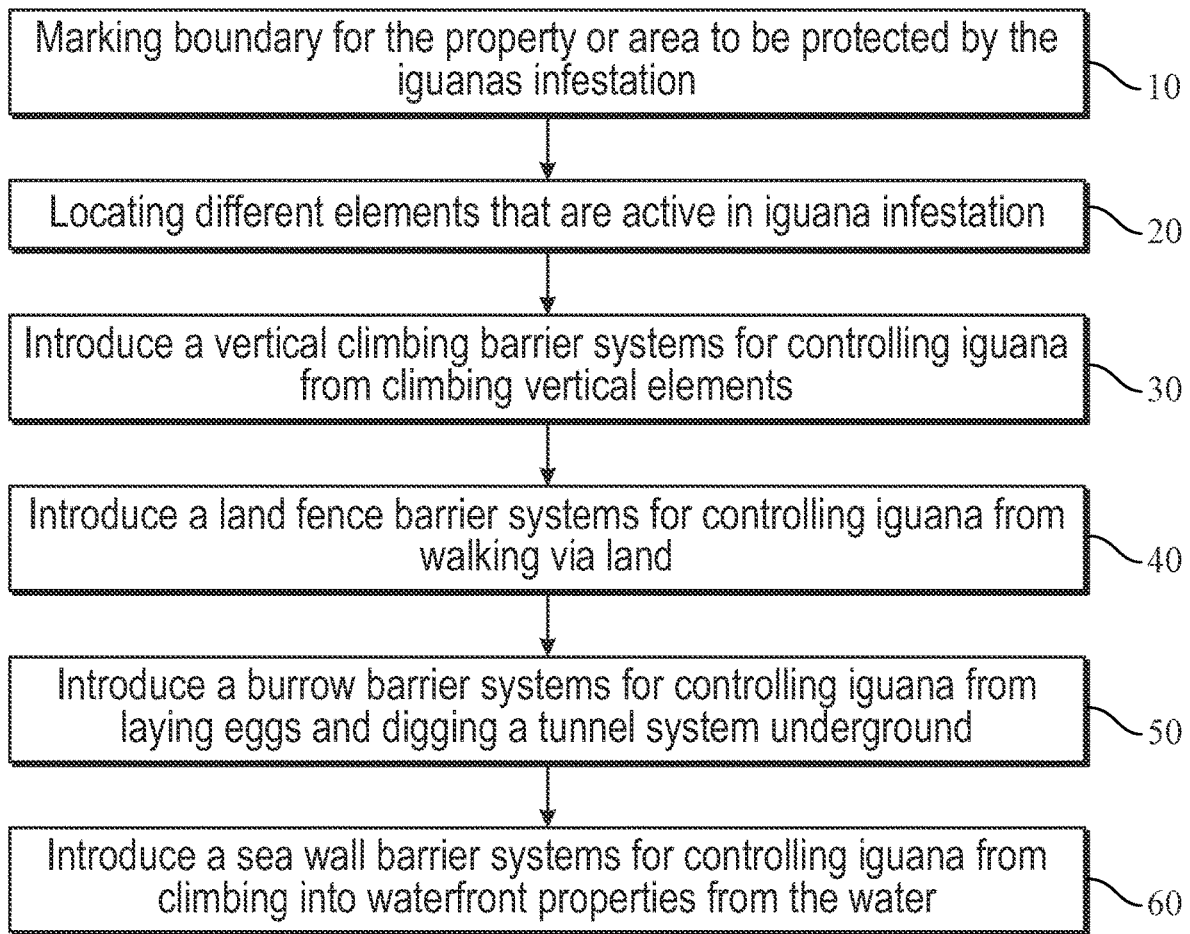 Marking boundary for the property or area to be protected by the
iguanas infestation
10
Locating different elements that are active in iguana infestation
20
Introduce a vertical climbing barrier systems for controlling iguana
from climbing vertical elements
30
Introduce a land fence barrier systems for controlling iguana from
walking via land
40
Introduce a burrow barrier systems for controlling iguana from
laying eggs and digging a tunnel system underground
50
Introduce a sea wall barrier systems for controlling iguana from
climbing into waterfront properties from the water
60